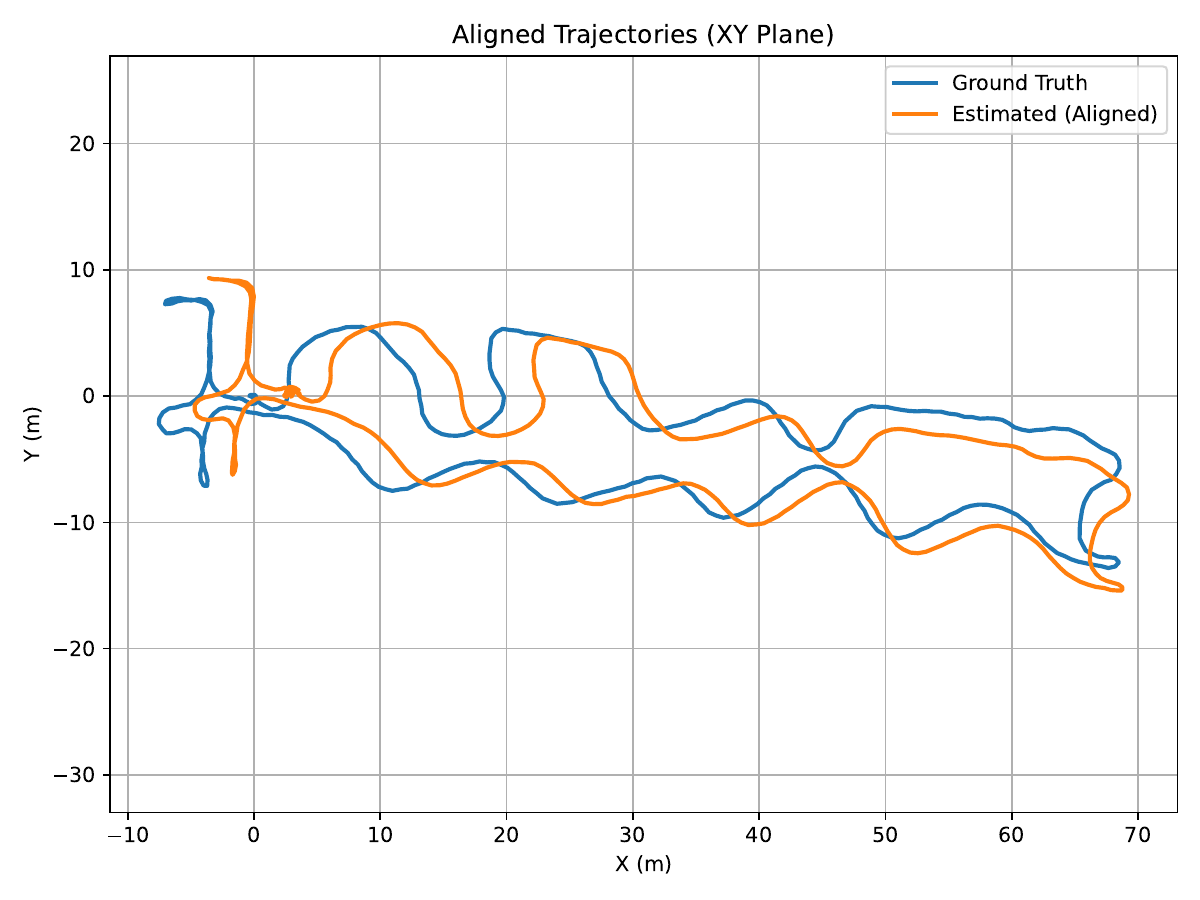 Aligned Trajectories (XY Plane)
Ground Truth
Estimated (Aligned)
20
10
0
−10
−20
−30
Y (m)
−10 0 10 20 30 40 50 60 70
X (m)